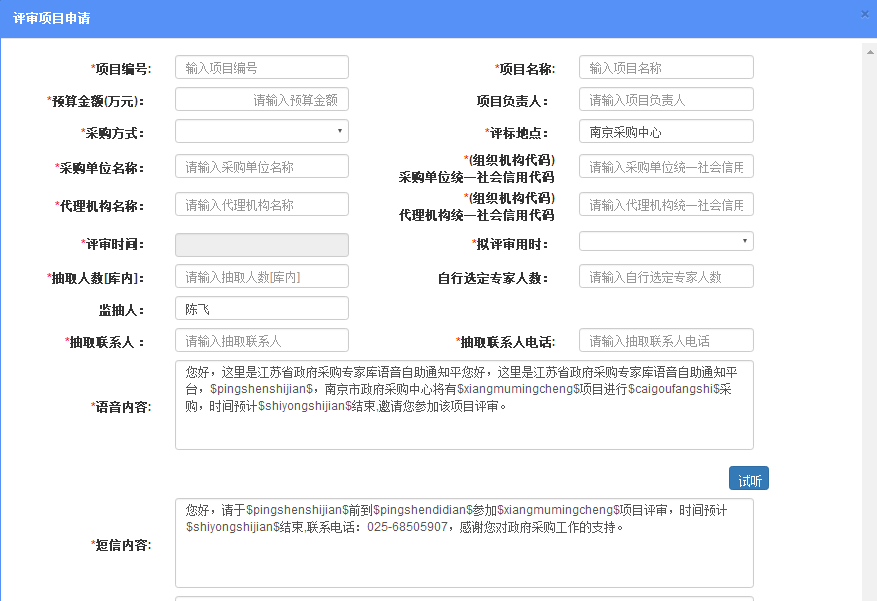 评审项目申请
×
*项目编号: 输入项目编号 *项目名称: 输入项目名称
*预算金额(万元): 请输入预算金额 项目负责人: 请输入项目负责人
*采购方式: *评标地点: 南京采购中心
*采购单位名称: 请输入采购单位名称 *(组织机构代码)
采购单位统一社会信用代码 请输入采购单位统一社会信用
*代理机构名称: 请输入代理机构名称 *(组织机构代码)
代理机构统一社会信用代码 请输入代理机构统一社会信用
*评审时间: *拟评审用时:
*抽取人数[库内]: 请输入抽取人数[库内] 自行选定专家人数: 请输入自行选定专家人数
监抽人: 陈飞
*抽取联系人: 请输入抽取联系人 *抽取联系人电话: 请输入抽取联系人电话
*语音内容:
您好，这里是江苏省政府采购专家库语音自助通知平您好，这里是江苏省政府采购专家库语音自助通知平
台，$pingshenshijian$，南京市政府采购中心将有$xiangmumingcheng$项目进行$caigoufangshi$采
购，时间预计$shiyongshijian$结束,邀请您参加该项目评审。
试听
*短信内容:
您好，请于$pingshenshijian$前到$pingshendidian$参加$xiangmumingcheng$项目评审，时间预计
$shiyongshijian$结束,联系电话：025-68505907，感谢您对政府采购工作的支持。